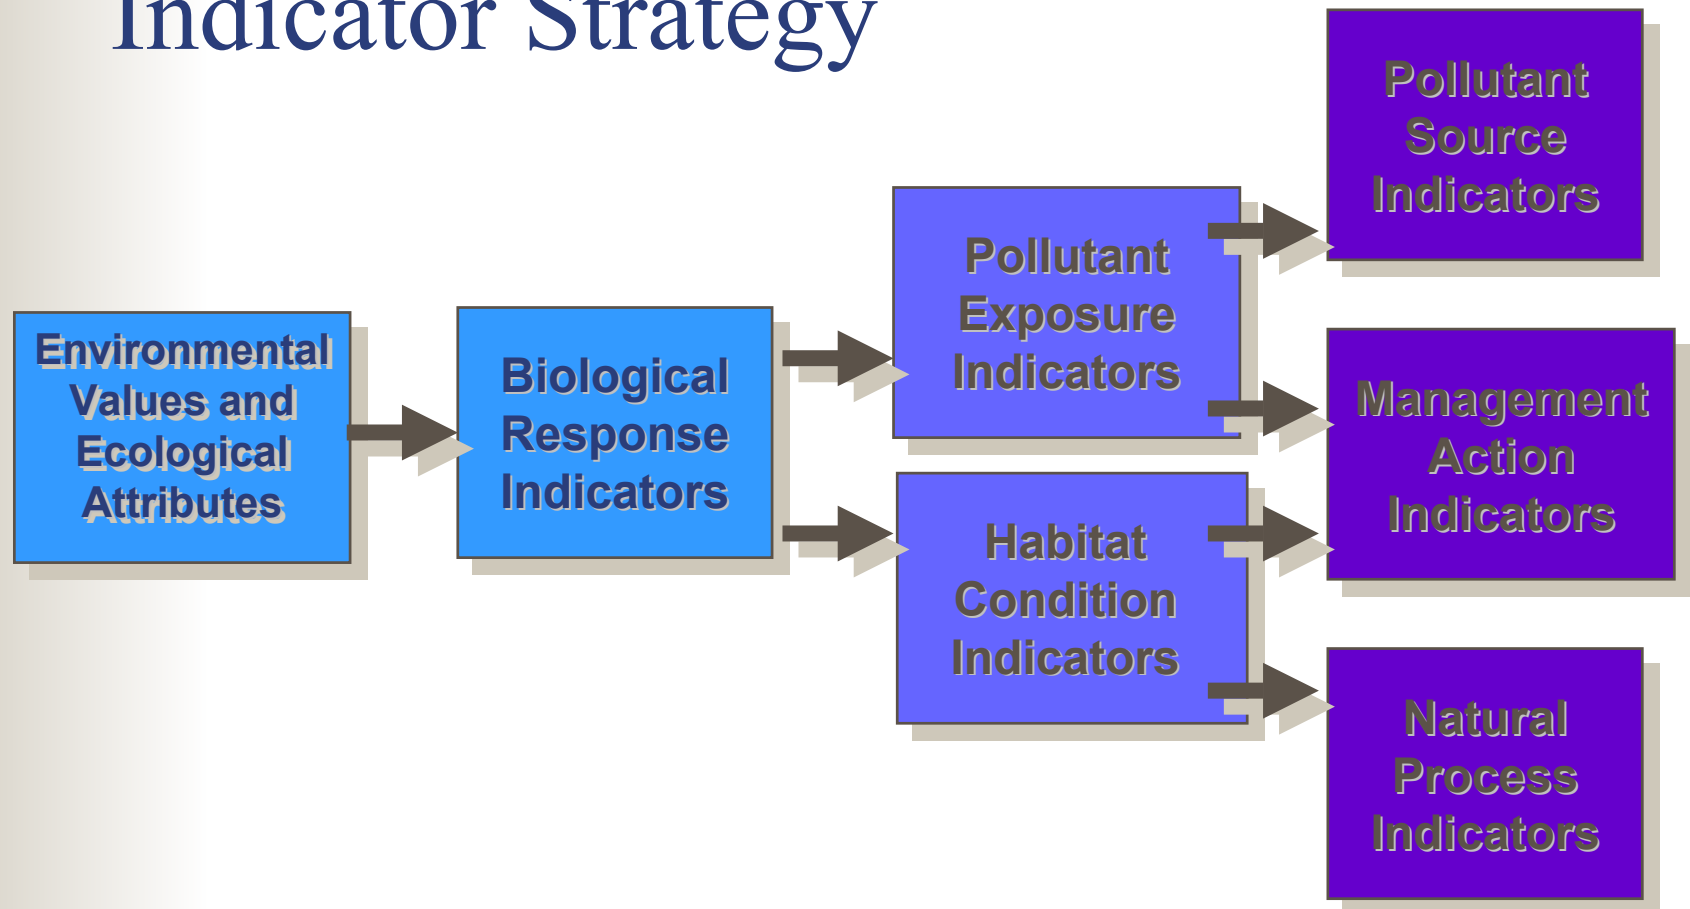 Indicator Strategy
Environmental
Values and
Ecological
Attributes
Biological
Response
Indicators
Pollutant
Exposure
Indicators
Habitat
Condition
Indicators
Pollutant
Source
Indicators
Management
Action
Indicators
Natural
Process
Indicators